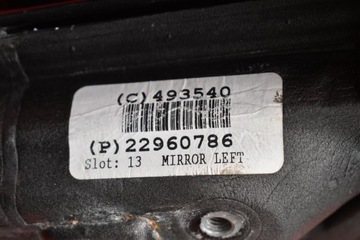 (C) 493540
(P) 22960786
Slot: 13 MIRROR LEFT